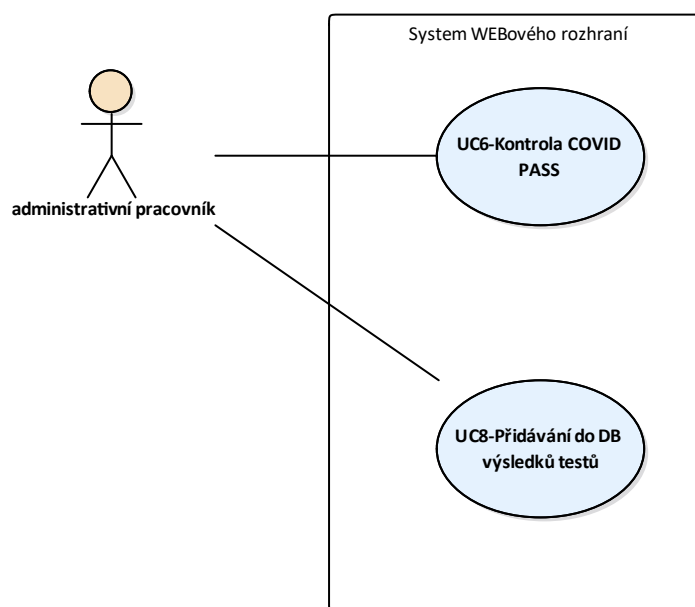 System WEBového rozhraní
UC6-Kontrola COVID
PASS
administrativní pracovník
UC8-Přidávání do DB
výsledků testů